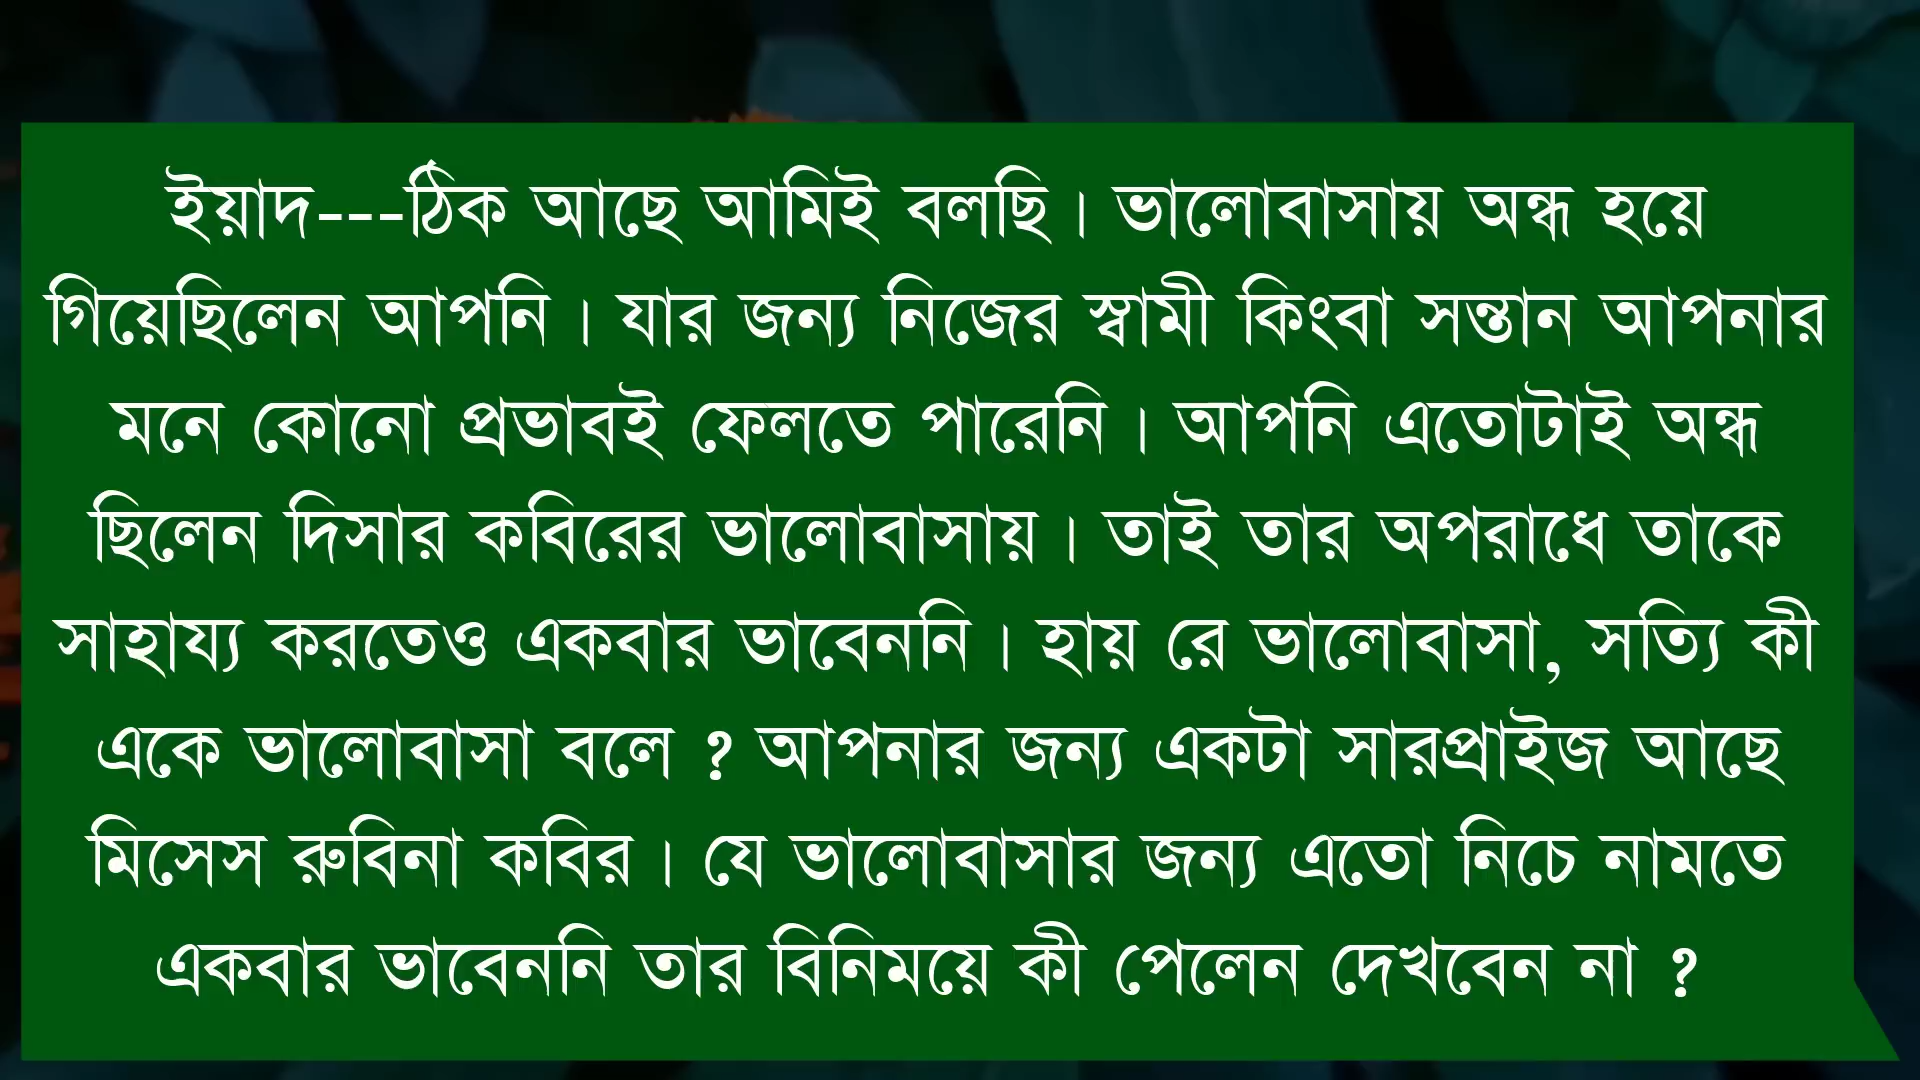 ইয়াদ---ঠিক আছে আমিই বলছি। ভালোবাসায় অন্ধ হয়ে
গিয়েছিলেন আপনি। যার জন্য নিজের স্বামী কিংবা সন্তান আপনার
মনে কোনো প্রভাবই ফেলতে পারেনি। আপনি এতোটাই অন্ধ
ছিলেন দিসার কবিরের ভালোবাসায়। তাই তার অপরাধে তাকে
সাহায্য করতেও একবার ভাবেননি। হায় রে ভালোবাসা, সত্যি কী
একে ভালোবাসা বলে ? আপনার জন্য একটা সারপ্রাইজ আছে
মিসেস রুবিনা কবির। যে ভালোবাসার জন্য এতো নিচে নামতে
একবার ভাবেননি তার বিনিময়ে কী পেলেন দেখবেন না ?